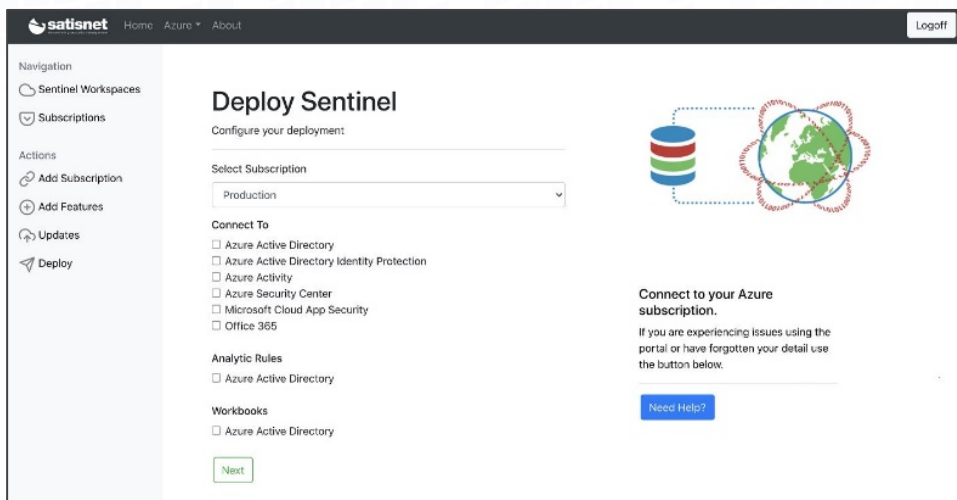 satisnet Home Azure About Logoff
Navigation
Sentinel Workspaces
Subscriptions
Actions
Add Subscription
Add Features
Updates
Deploy
Deploy Sentinel
Configure your deployment
Select Subscription
Production
Connect To
Azure Active Directory
Azure Active Directory Identity Protection
Azure Activity
Azure Security Center
Microsoft Cloud App Security
Office 365
Analytic Rules
Azure Active Directory
Workbooks
Azure Active Directory
Next
Connect to your Azure
subscription.
If you are experiencing issues using the
portal or have forgotten your detail use
the button below.
Need Help?